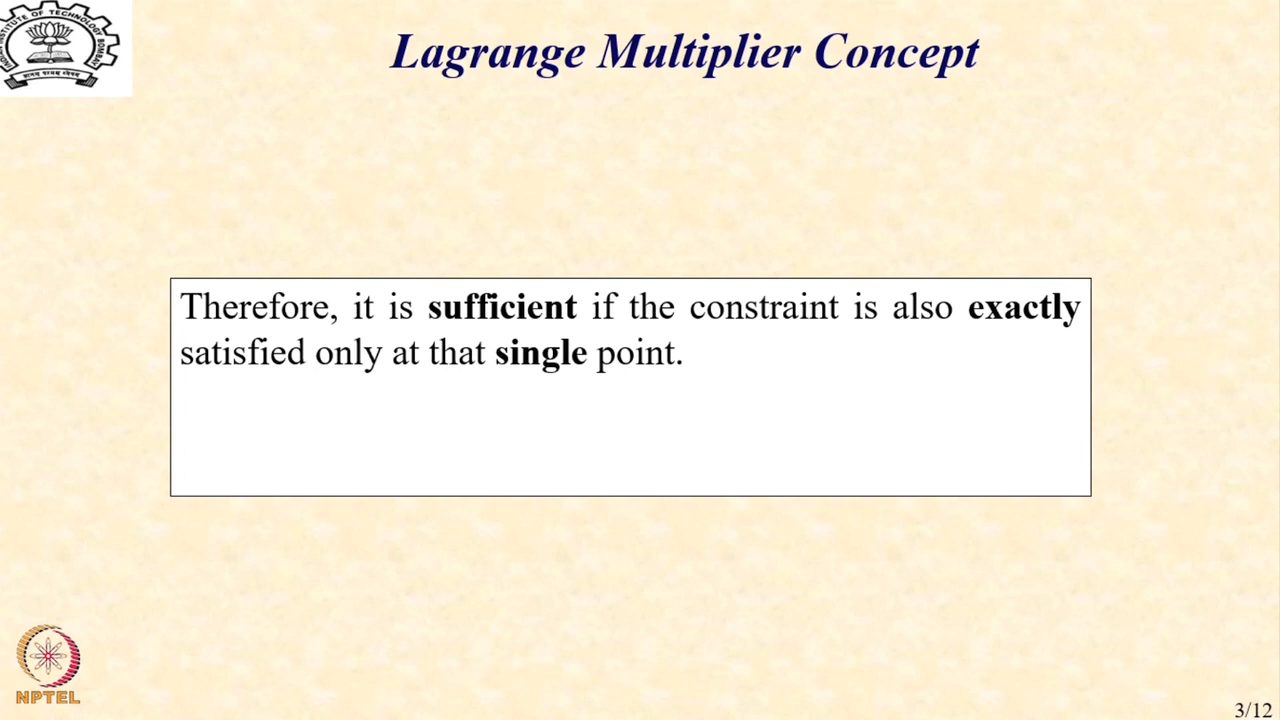 Lagrange Multiplier Concept
Therefore, it is sufficient if the constraint is also exactly
satisfied only at that single point.
NPTEL
3/12